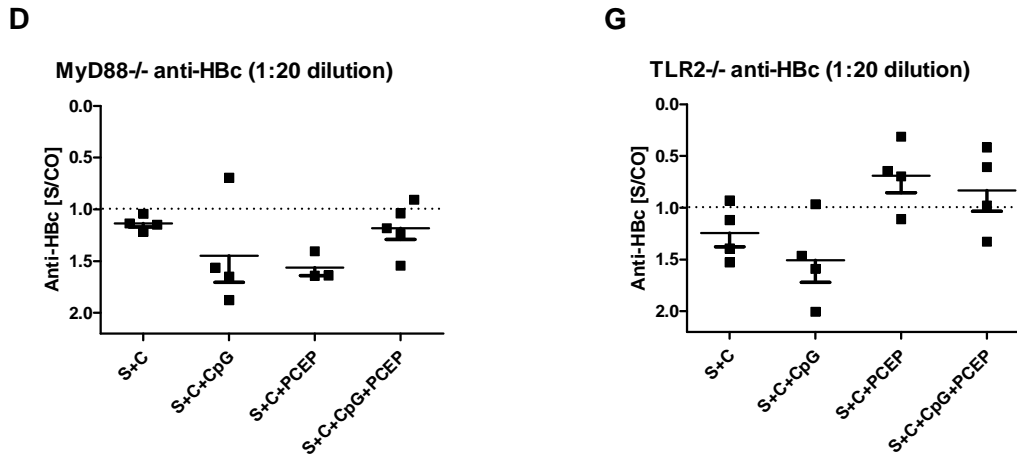 D
MyD88-/- anti-HBc (1:20 dilution)
Anti-HBc [S/CO]
0.0
0.5
1.0
1.5
2.0
S+C
S+C+CpG
S+C+PCEP
S+C+CpG+PCEP
G
TLR2-/- anti-HBc (1:20 dilution)
Anti-HBc [S/CO]
0.0
0.5
1.0
1.5
2.0
S+C
S+C+CpG
S+C+PCEP
S+C+CpG+PCEP